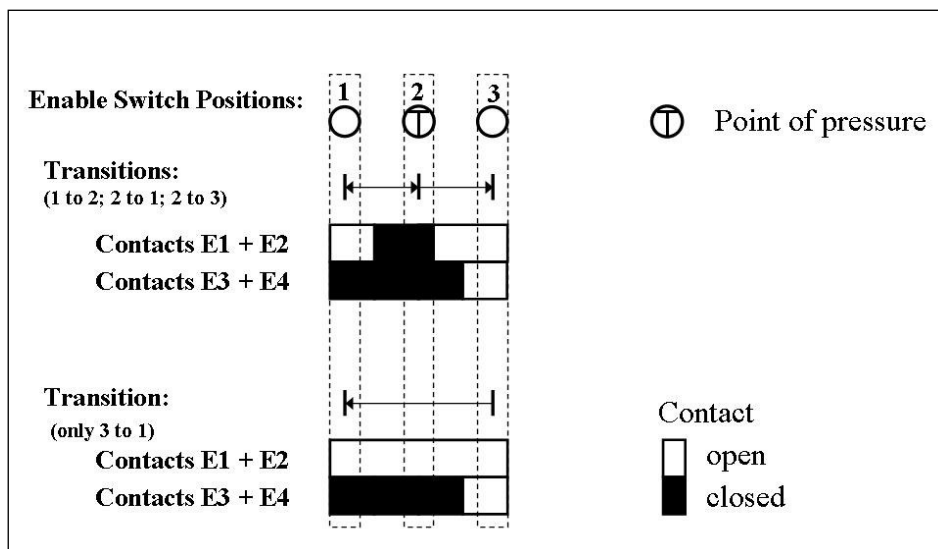 Enable Switch Positions:
1 2 3
T Point of pressure
Transitions:
(1 to 2; 2 to 1; 2 to 3)
Contacts E1 + E2
Contacts E3 + E4
Transition:
(only 3 to 1)
Contacts E1 + E2
Contacts E3 + E4
Contact
open
closed